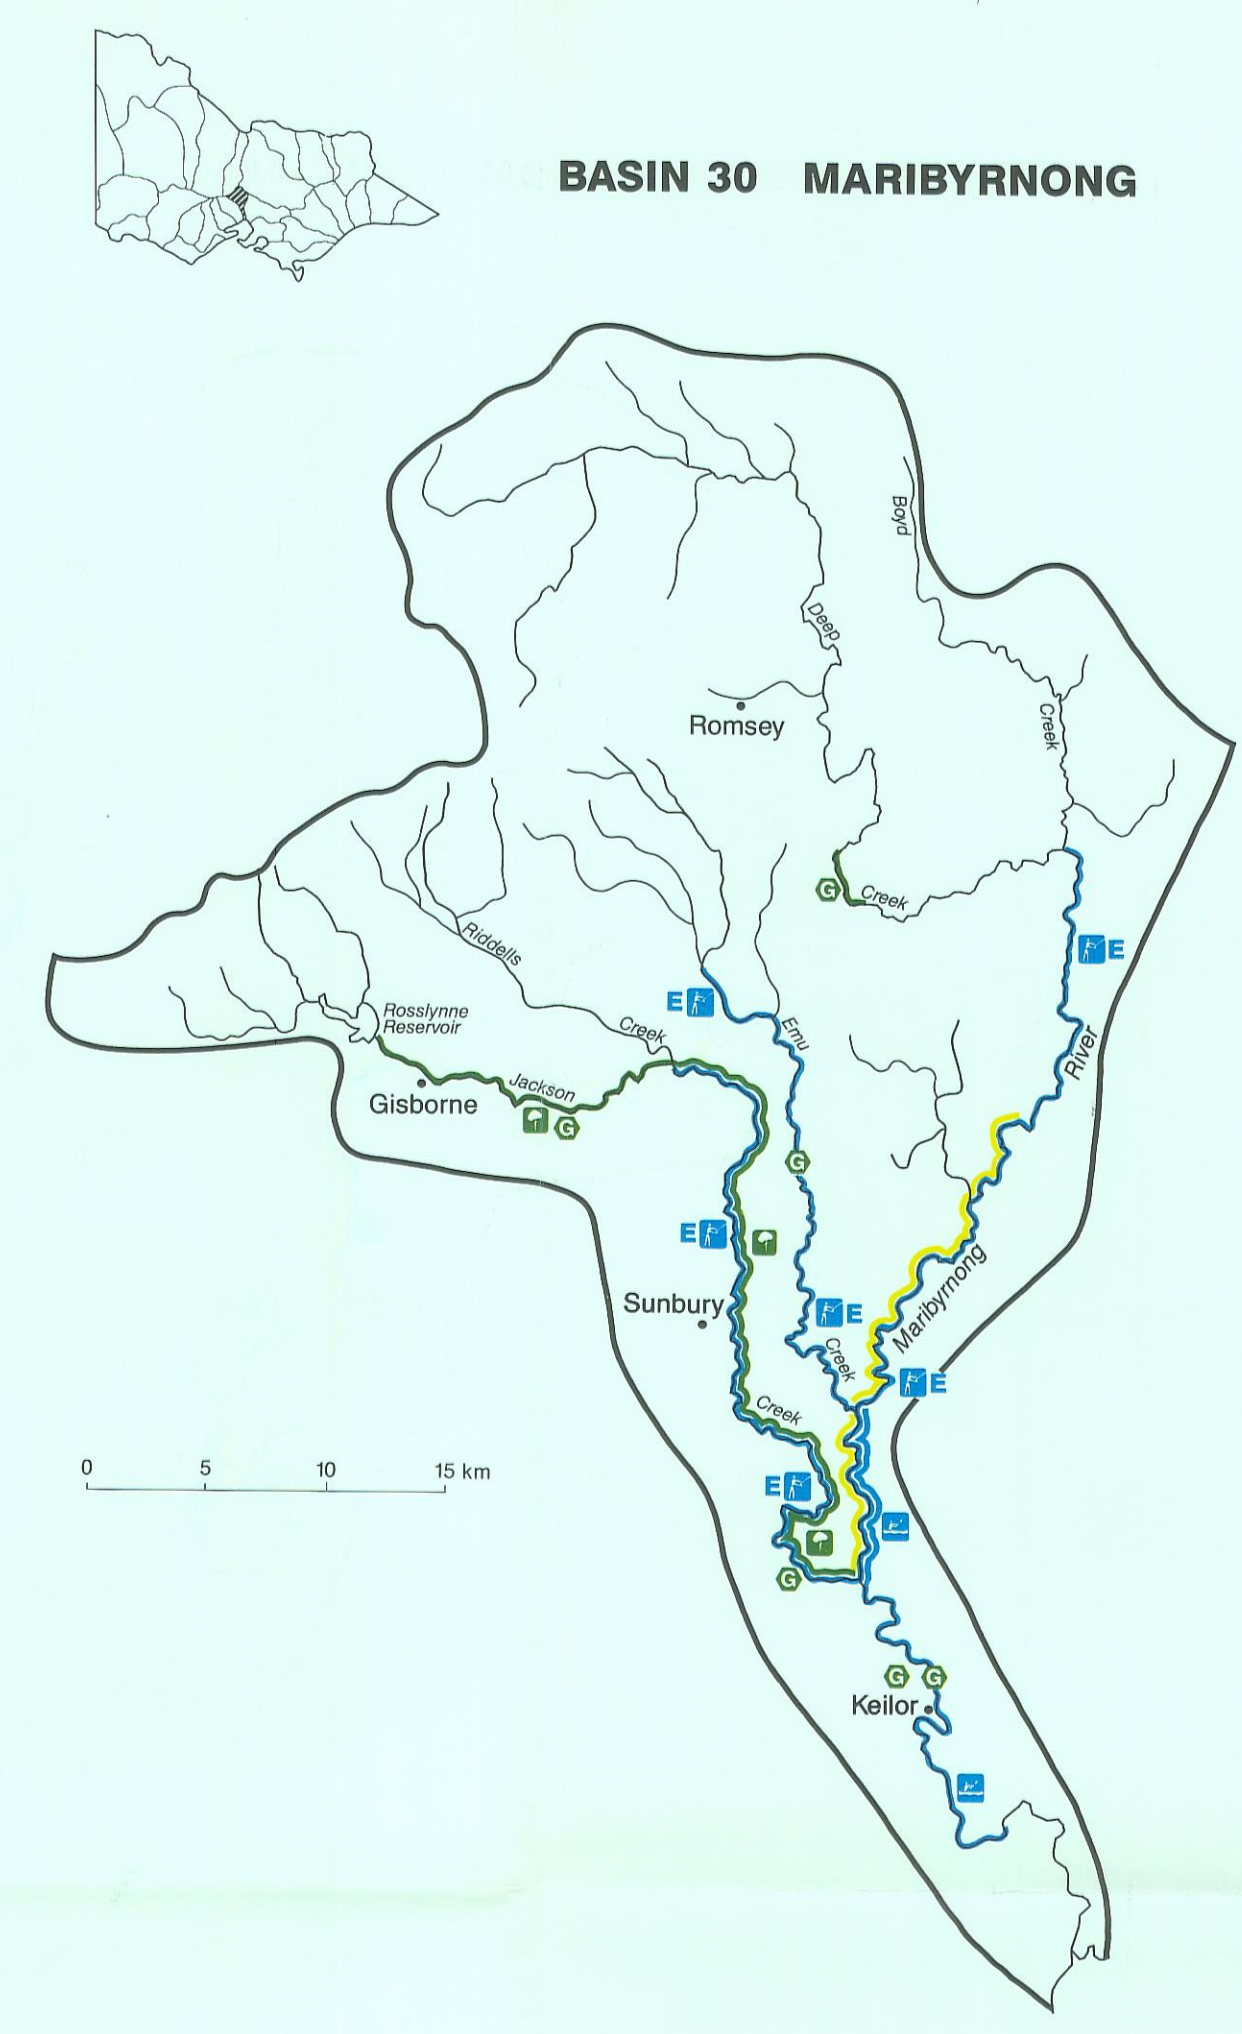 BASIN 30 MARIBYRNONG
Boyd
Deep
Creek
Romsey
Creek
G
Riddells
E
E
Rosslynne
Reservoir
Creek
Emu
River
Jackson
Gisborne
G
G
E
Maribyrnong
Sunbury
E
Creek
E
Creek
0 5 10 15 km
E
G
G G
Keilor